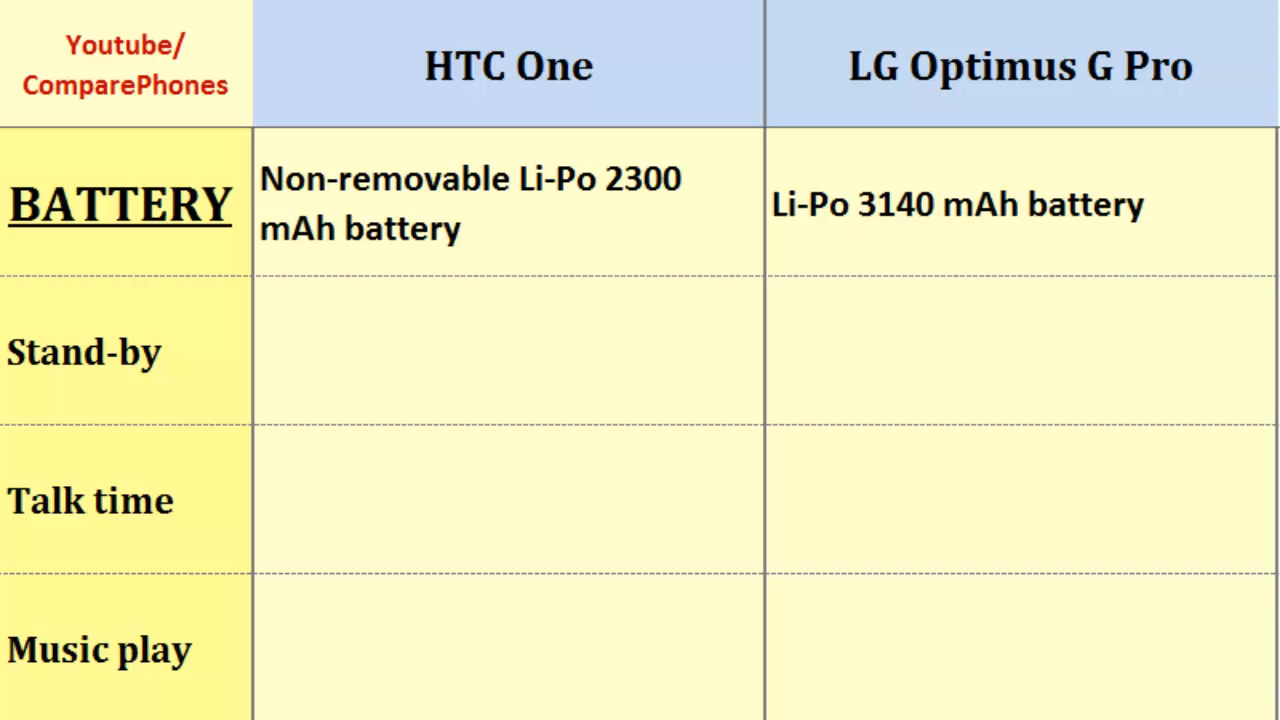 Youtube/
ComparePhones
HTC One
LG Optimus G Pro
BATTERY
Non-removable Li-Po 2300
mAh battery
Li-Po 3140 mAh battery
Stand-by
Talk time
Music play